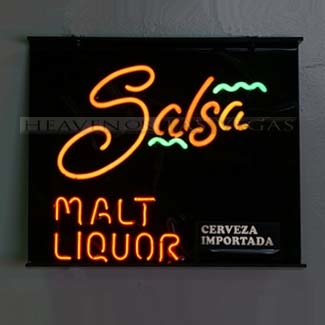 Salsa
MALT
LIQUOR
CERVEZA
IMPORTADA